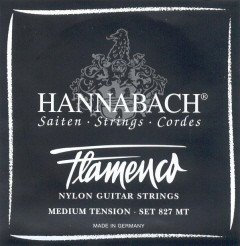 HANNABACH®
Saiten · Strings · Cordes
Flamenco
NYLON GUITAR STRINGS
MEDIUM TENSION - SET 827 MT
MADE IN GERMANY